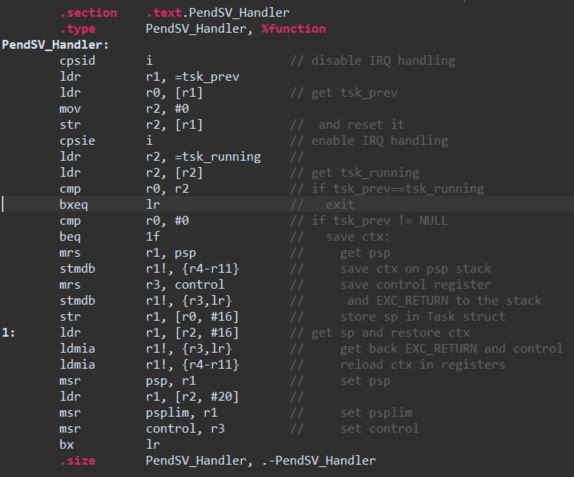 .section .text.PendSV_Handler
.type PendSV_Handler, %function
PendSV_Handler:
cpsid i // disable IRQ handling
ldr r1, =tsk_prev
ldr r0, [r1] // get tsk_prev
mov r2, #0
str r2, [r1] // and reset it
cpsie i // enable IRQ handling
ldr r2, =tsk_running //
ldr r2, [r2] // get tsk_running
cmp r0, r2 // if tsk_prev==tsk_running
bxeq lr // exit
cmp r0, #0 // if tsk_prev != NULL
beq 1f // save ctx:
mrs r1, psp // get psp
stmdb r1!, {r4-r11} // save ctx on psp stack
mrs r3, control // save control register
stmdb r1!, {r3,lr} // and EXC_RETURN to the stack
str r1, [r0, #16] // store sp in Task struct
1: ldr r1, [r2, #16] // get sp and restore ctx
ldmia r1!, {r3,lr} // get back EXC_RETURN and control
ldmia r1!, {r4-r11} // reload ctx in registers
msr psp, r1 // set psp
ldr r1, [r2, #20] //
msr psplim, r1 // set psplim
msr control, r3 // set control
bx lr
.size PendSV_Handler, .-PendSV_Handler